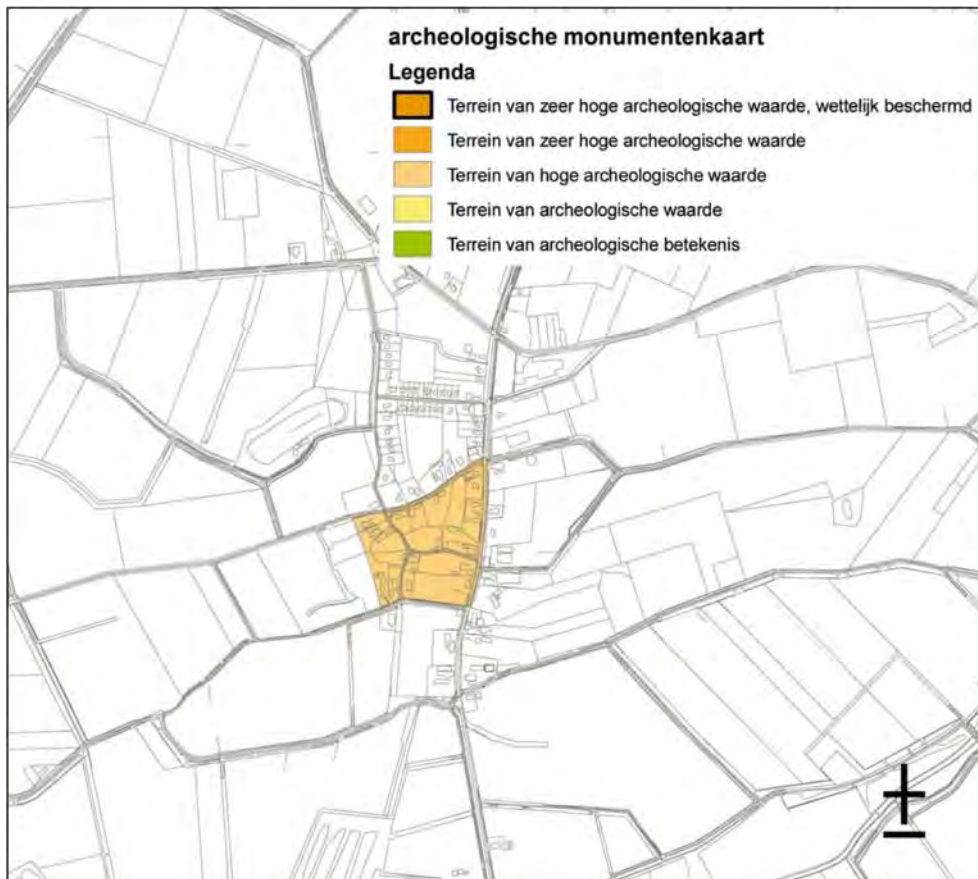 archeologische monumentenkaart
Legenda
Terrein van zeer hoge archeologische waarde, wettelijk beschermd
Terrein van zeer hoge archeologische waarde
Terrein van hoge archeologische waarde
Terrein van archeologische waarde
Terrein van archeologische betekenis